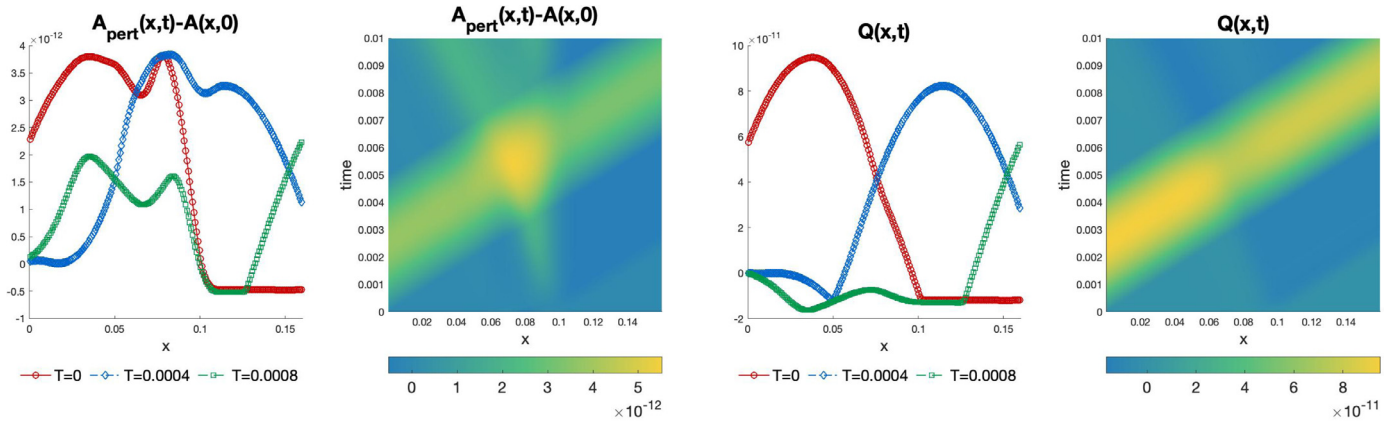 A_pert(x,t)-A(x,0)
×10^-12
4
3.5
3
2.5
2
1.5
1
0.5
0
-0.5
-1
0 0.05 0.1 0.15
x
T=0 T=0.0004 T=0.0008
A_pert(x,t)-A(x,0)
0.01
0.009
0.008
0.007
0.006
0.005
0.004
0.003
0.002
0.001
0
time
0.02 0.04 0.06 0.08 0.1 0.12 0.14
x
0 1 2 3 4 5
×10^-12
Q(x,t)
10 ×10^-11
8
6
4
2
0
-2
0 0.05 0.1 0.15
x
T=0 T=0.0004 T=0.0008
Q(x,t)
0.01
0.009
0.008
0.007
0.006
0.005
0.004
0.003
0.002
0.001
0
time
0.02 0.04 0.06 0.08 0.1 0.12 0.14
x
0 2 4 6 8
×10^-11